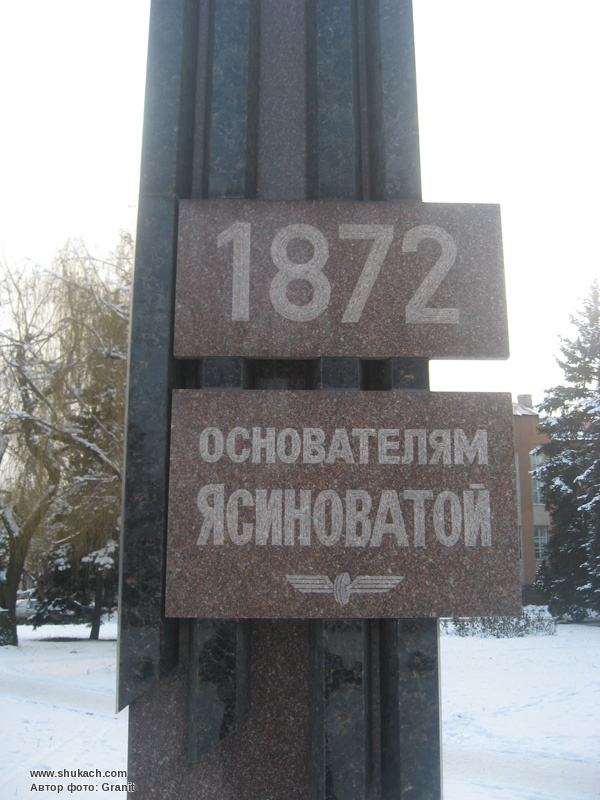 1872
ОСНОВАТЕЛЯМ
ЯСИНОВАТОЙ
www.shukach.com
Автор фото: Granit